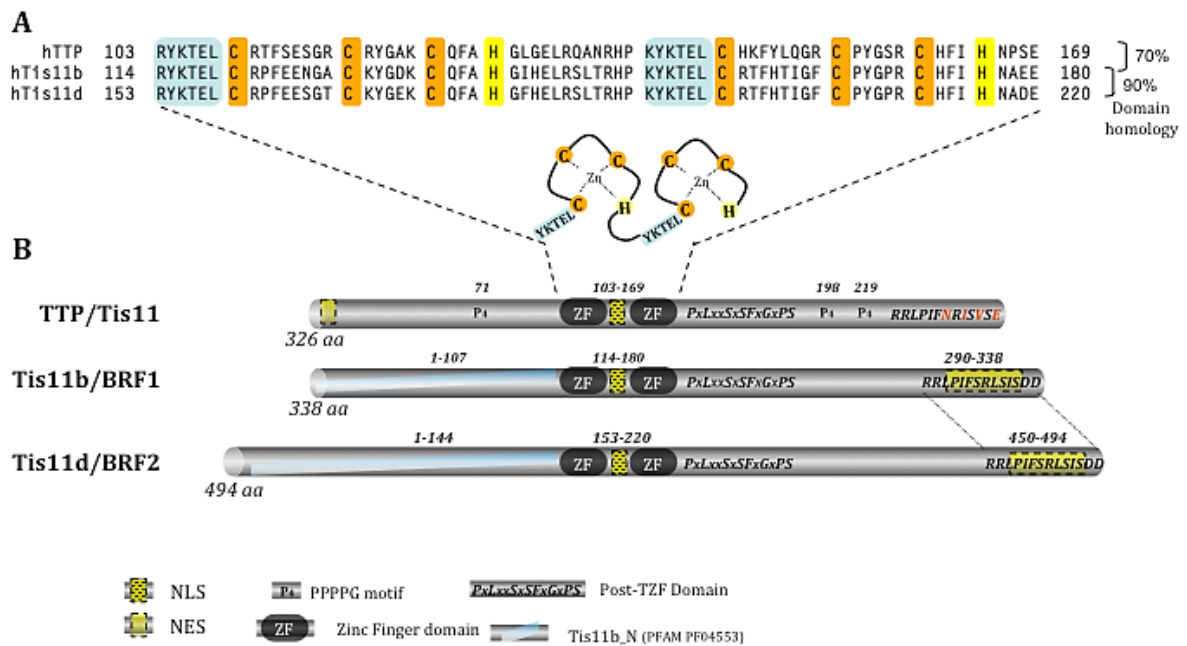 A
hTTP 103 RYKTEL C RTFSESGR C RYGAK C QFA H GLGELRQANRHP KYKTEL C HKFYLQGR C PYGSR C HFI H NPSE 169
hTis11b 114 RYKTEL C RPFEENGA C KYGDK C QFA H GIHELRSLTRHP KYKTEL C RTFHTIGF C PYGPR C HFI H NAEE 180
hTis11d 153 RYKTEL C RPFEESGT C KYGEK C QFA H GFHELRSLTRHP KYKTEL C RTFHTIGF C PYGPR C HFI H NADE 220
70%
90%
Domain
homology
C C C C
Zn Zn
C H C H
YKTEL YKTEL
B
71 103-169 198 219
TTP/Tis11 P4 ZF ZF PxLxxSxSFxGxPS P4 P4 RRLPIFNRISVSE
326 aa
1-107 114-180 290-338
Tis11b/BRF1 ZF ZF PxLxxSxSFxGxPS RRLPIFSRLSISDD
338 aa
1-144 153-220 450-494
Tis11d/BRF2 ZF ZF PxLxxSxSFxGxPS RRLPIFSRLSISDD
494 aa
NLS P4 PPPPG motif PxLxxSxSFxGxPS Post-TZF Domain
NES ZF Zinc Finger domain Tis11b_N (PFAM PF04553)